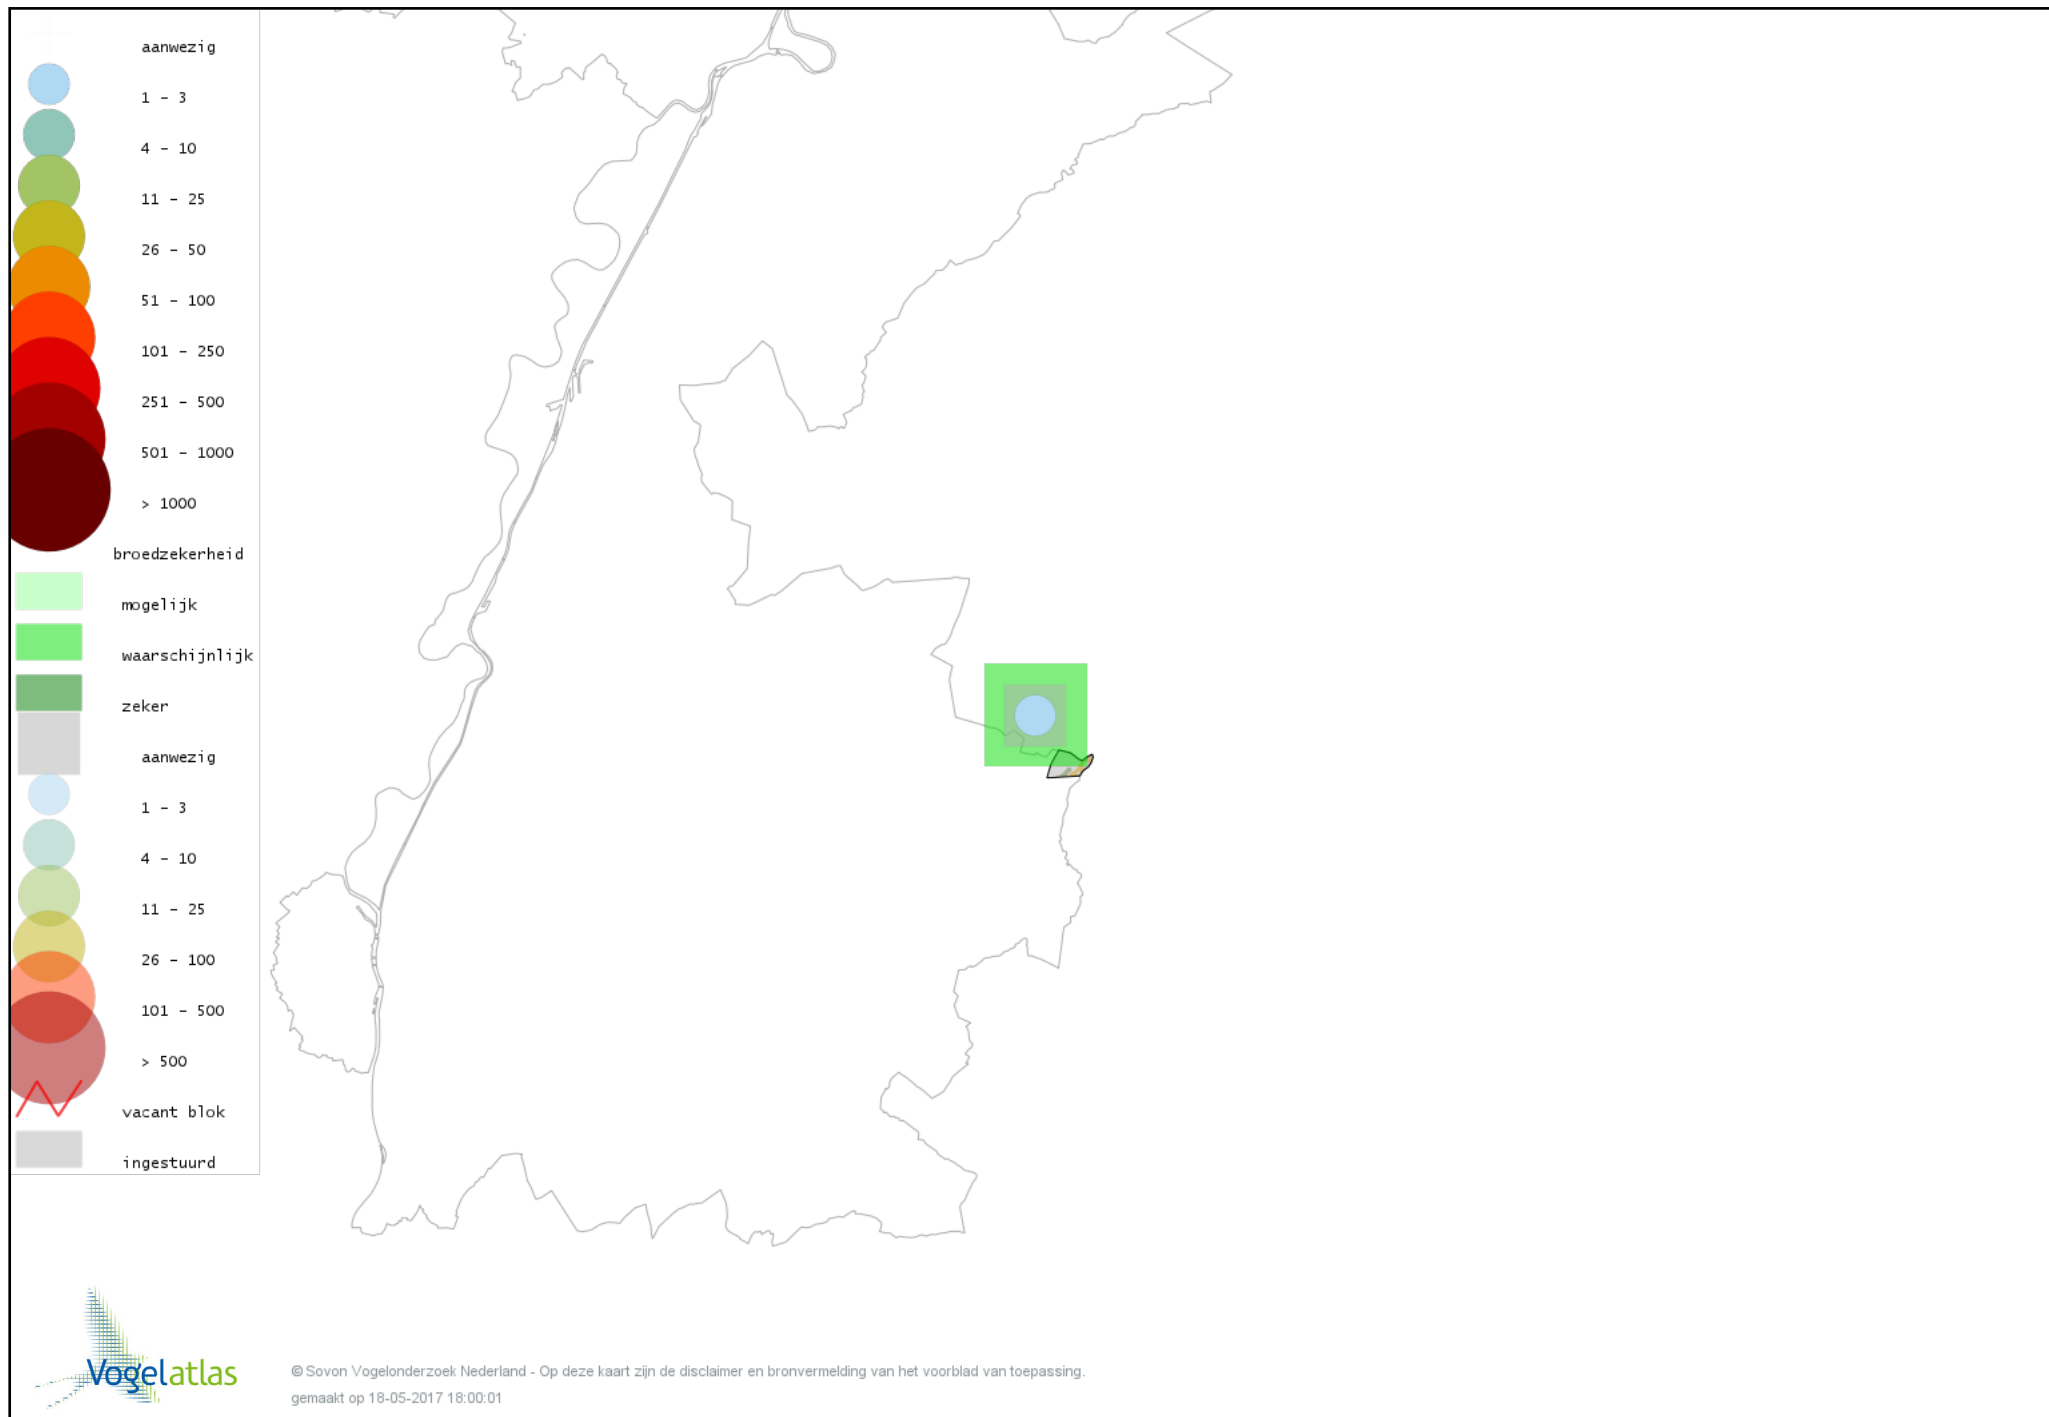 aanwezig
1 - 3
4 - 10
11 - 25
26 - 50
51 - 100
101 - 250
251 - 500
501 - 1000
> 1000
broedzekerheid
mogelijk
waarschijnlijk
zeker
aanwezig
1 - 3
4 - 10
11 - 25
26 - 100
101 - 500
> 500
vacant blok
ingestuurd
Vogelatlas
© Sovon Vogelonderzoek Nederland - Op deze kaart zijn de disclaimer en bronvermelding van het voorblad van toepassing.
gemaakt op 18-05-2017 18:00:01